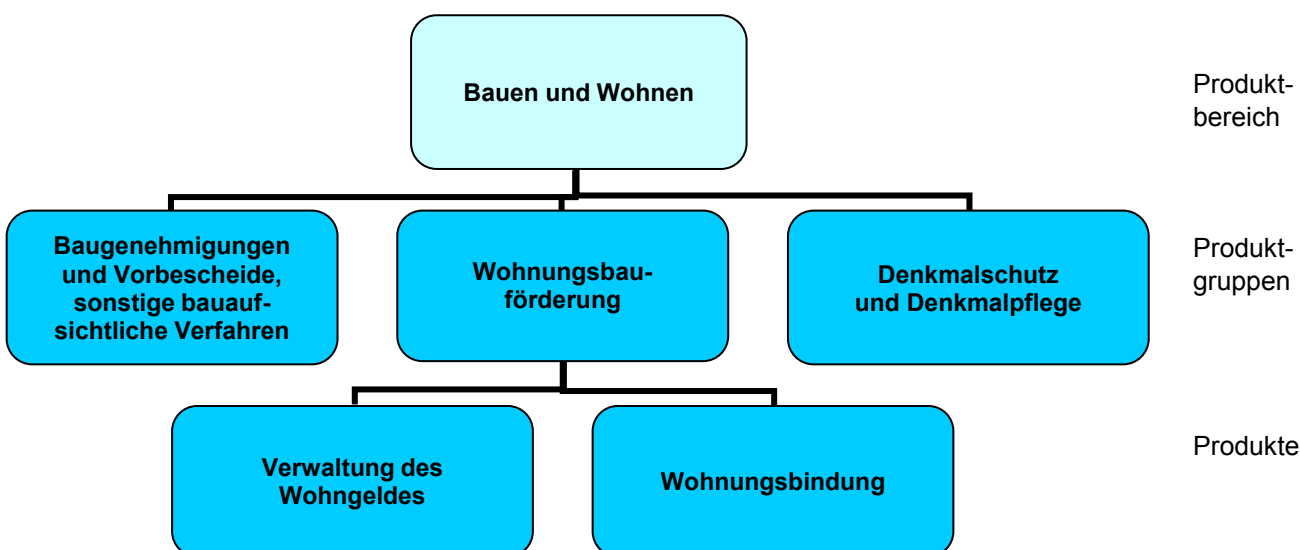 Bauen und Wohnen
Produkt-
bereich
Baugenehmigungen
und Vorbescheide,
sonstige bauauf-
sichtliche Verfahren
Wohnungsbau-
förderung
Denkmalschutz
und Denkmalpflege
Produkt-
gruppen
Verwaltung des
Wohngeldes
Wohnungsbindung
Produkte